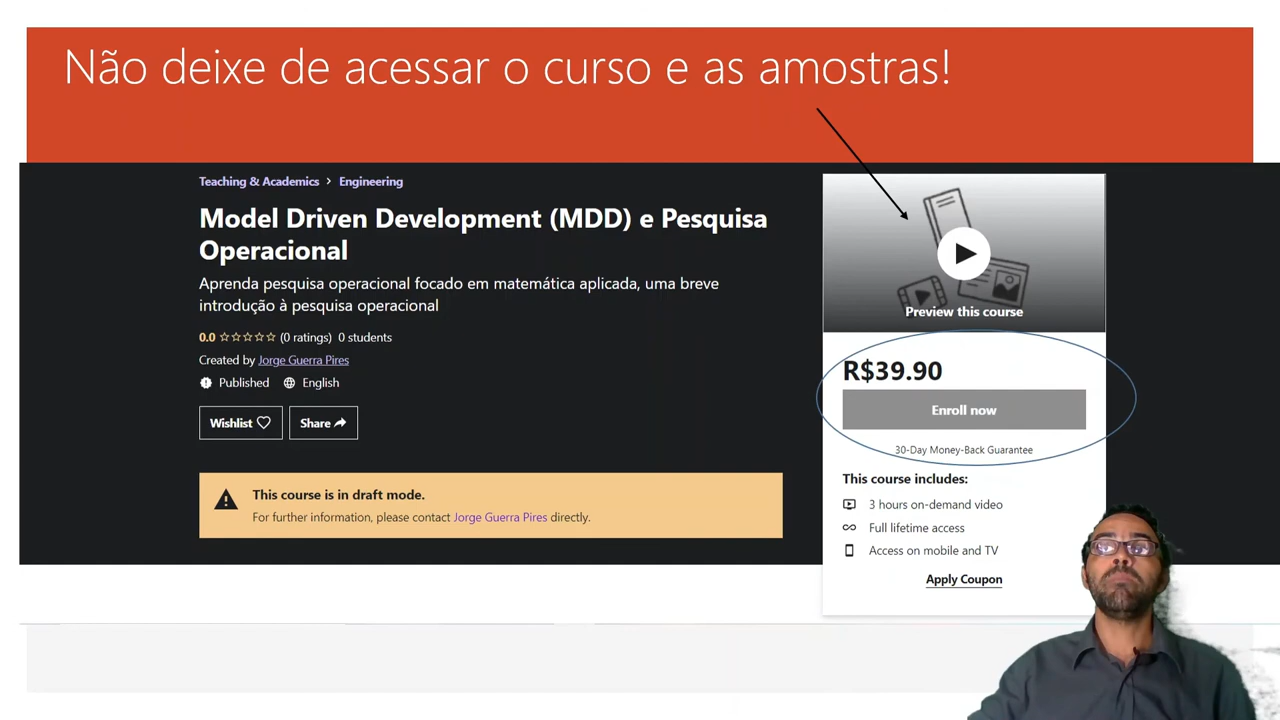 Não deixe de acessar o curso e as amostras!
Teaching & Academics > Engineering
Model Driven Development (MDD) e Pesquisa
Operacional
Aprenda pesquisa operacional focado em matemática aplicada, uma breve
introdução à pesquisa operacional
0.0 (0 ratings) 0 students
Created by Jorge Guerra Pires
Published English
Wishlist Share
This course is in draft mode.
For further information, please contact Jorge Guerra Pires directly.
Preview this course
R$39.90
Enroll now
30-Day Money-Back Guarantee
This course includes:
3 hours on-demand video
Full lifetime access
Access on mobile and TV
Apply Coupon